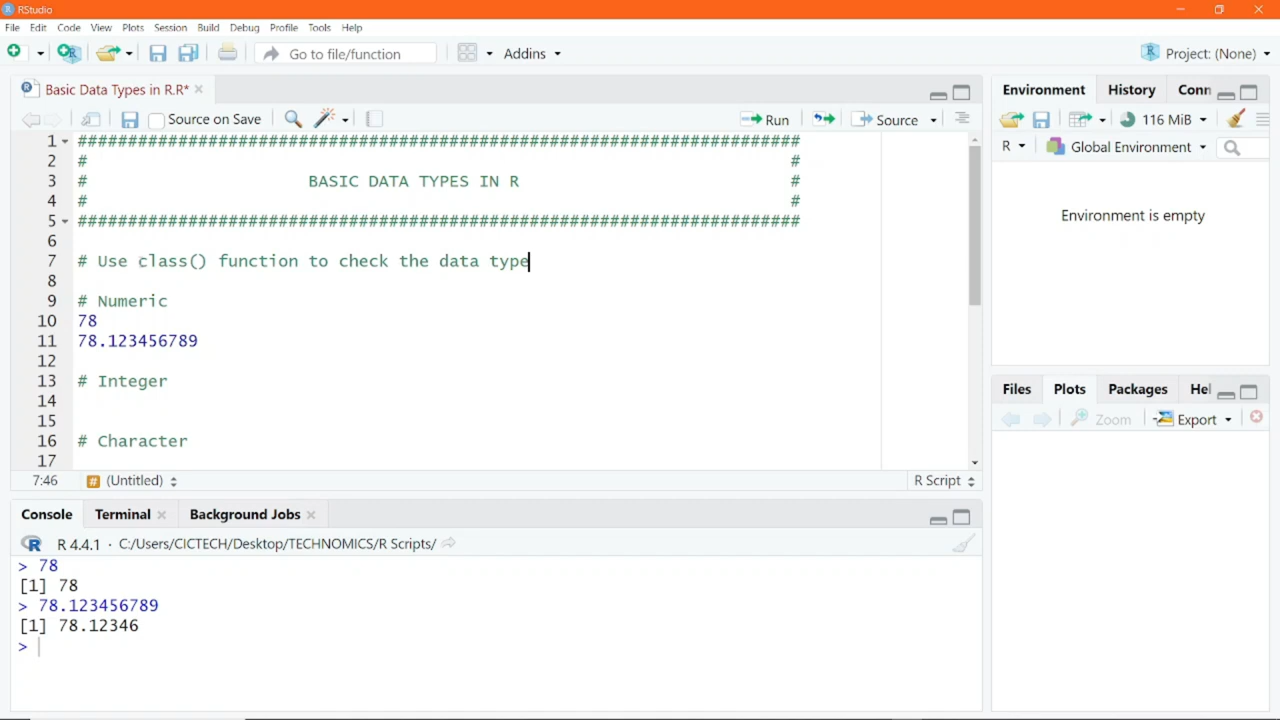 RStudio
File Edit Code View Plots Session Build Debug Profile Tools Help
Go to file/function Addins Project: (None)
Basic Data Types in R.R*
Source on Save Run Source
1 ########################################################################
2 # #
3 # BASIC DATA TYPES IN R #
4 # #
5 ########################################################################
6
7 # Use class() function to check the data type
8
9 # Numeric
10 78
11 78.123456789
12
13 # Integer
14
15
16 # Character
17
7:46 # (Untitled) R Script
Console Terminal Background Jobs
R R 4.4.1 · C:/Users/CICTECH/Desktop/TECHNOMICS/R Scripts/
> 78
[1] 78
> 78.123456789
[1] 78.12346
>
Environment History Conn
116 MiB
R Global Environment
Environment is empty
Files Plots Packages Hel
Zoom Export